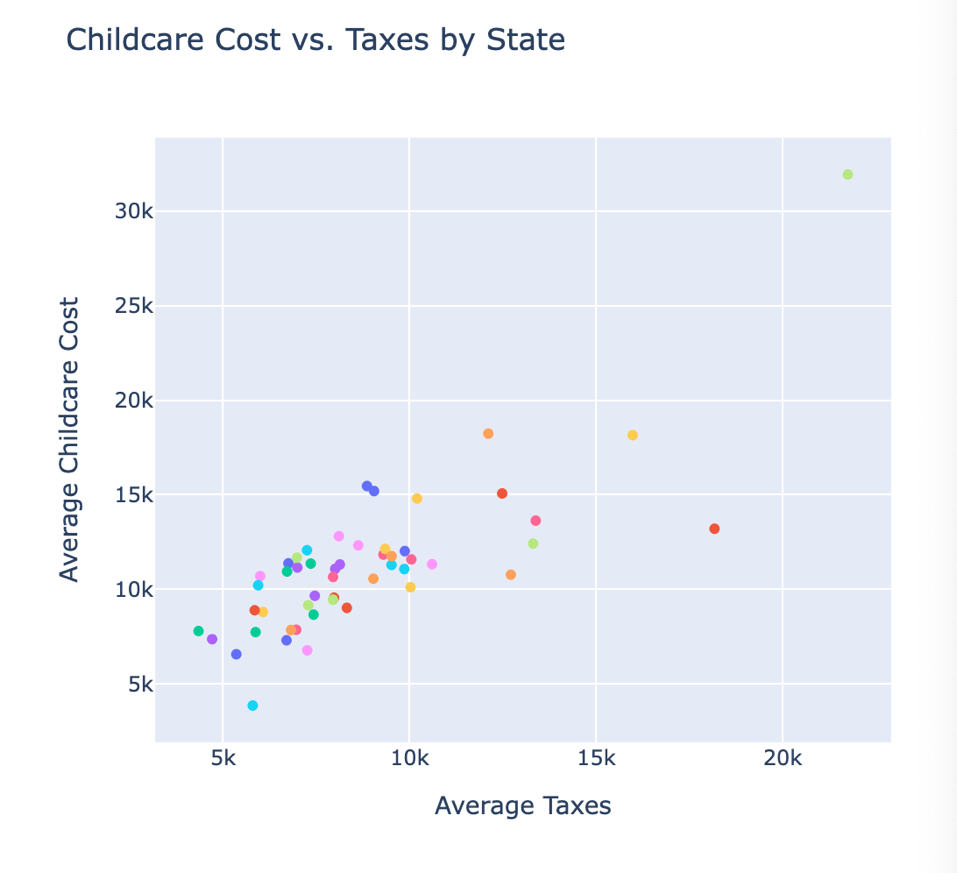 Childcare Cost vs. Taxes by State
30k
25k
20k
15k
10k
5k
Average Childcare Cost
5k
10k
15k
20k
Average Taxes